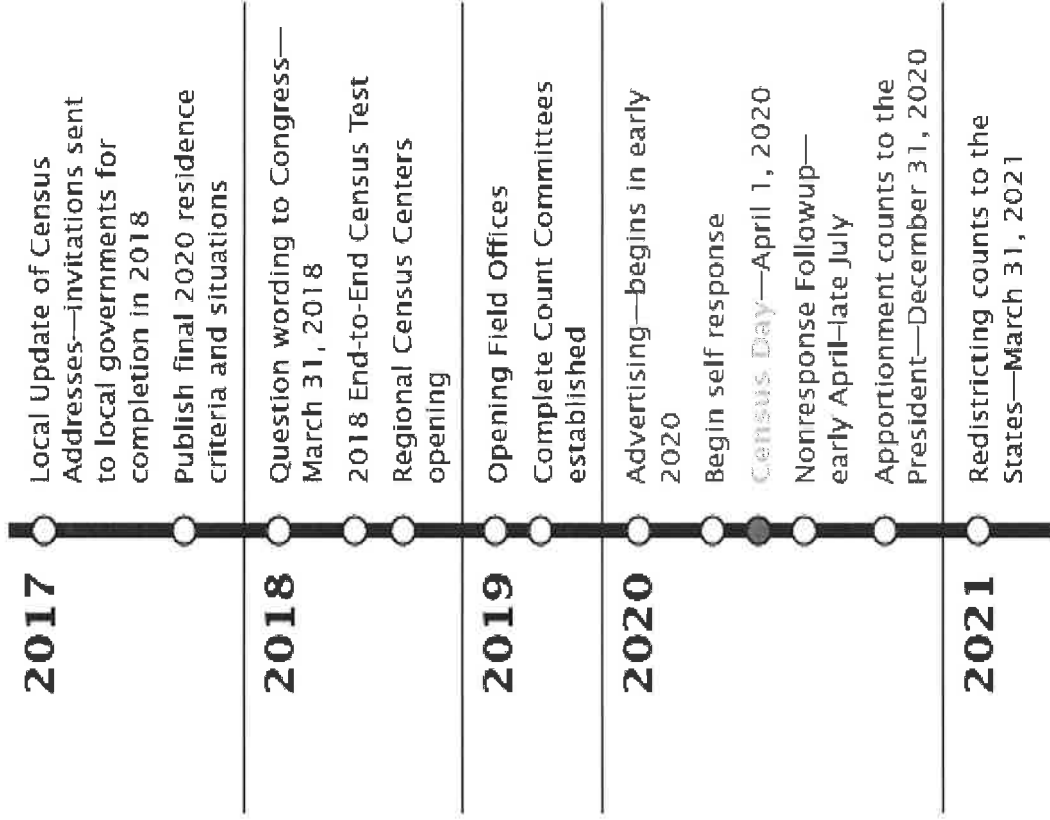 2017
Local Update of Census
Addresses—invitations sent
to local governments for
completion in 2018
Publish final 2020 residence
criteria and situations
2018
Question wording to Congress—
March 31, 2018
2018 End-to-End Census Test
Regional Census Centers
opening
2019
Opening Field Offices
Complete Count Committees
established
2020
Advertising—begins in early
2020
Begin self response
Census Day—April 1, 2020
Nonresponse Followup—
early April–late July
Apportionment counts to the
President—December 31, 2020
2021
Redistricting counts to the
States—March 31, 2021